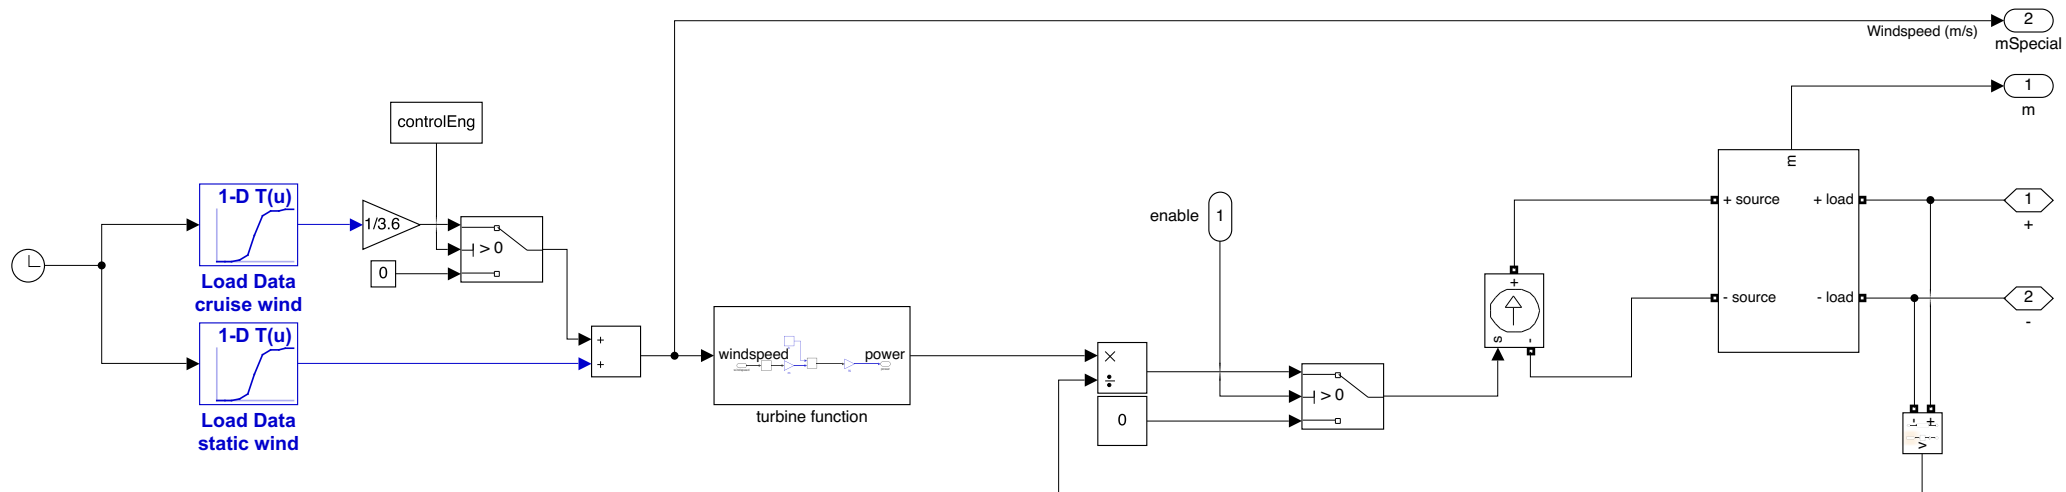 2
Windspeed (m/s)
mSpecial
1
m
controlEng
1-D T(u)
Load Data
cruise wind
1/3.6
> 0
0
1-D T(u)
Load Data
static wind
+
+
windspeed
power
turbine function
×
÷
0
enable
1
> 0
+
s
-
m
+ source
+ load
- source
- load
1
+
2
-
- +
v